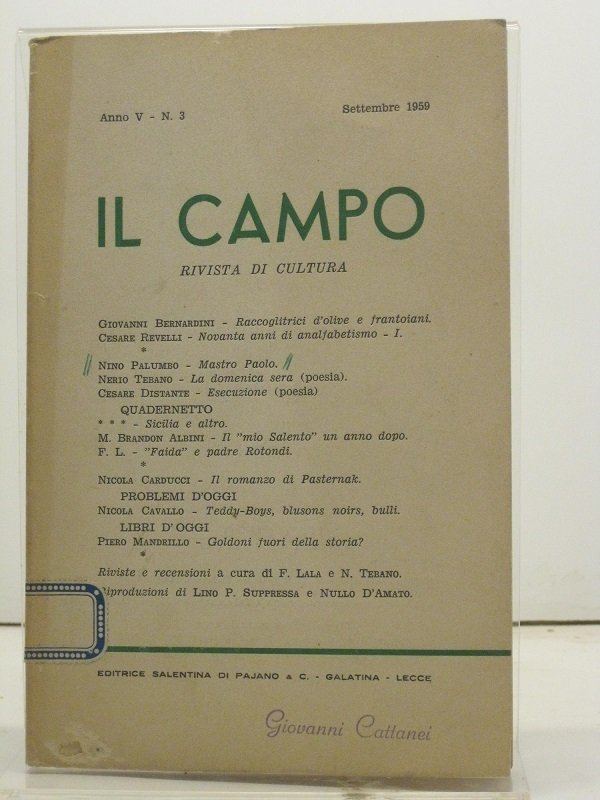 Anno V - N. 3
Settembre 1959
IL CAMPO
RIVISTA DI CULTURA
GIOVANNI BERNARDINI - Raccoglitrici d'olive e frantoiani.
CESARE REVELLI - Novanta anni di analfabetismo - I.
*
NINO PALUMBO - Mastro Paolo.
NERIO TEBANO - La domenica sera (poesia).
CESARE DISTANTE - Esecuzione (poesia)
QUADERNETTO
* * * - Sicilia e altro.
M. BRANDON ALBINI - Il "mio Salento" un anno dopo.
F. L. - "Faida" e padre Rotondi.
*
NICOLA CARDUCCI - Il romanzo di Pasternak.
PROBLEMI D'OGGI
NICOLA CAVALLO - Teddy-Boys, blusons noirs, bulli.
LIBRI D'OGGI
PIERO MANDRILLO - Goldoni fuori della storia?
*
Riviste e recensioni a cura di F. LALA e N. TEBANO.
Riproduzioni di LINO P. SUPPRESSA e NULLO D'AMATO.
EDITRICE SALENTINA DI PAJANO & C. - GALATINA - LECCE
Giovanni Cattanei